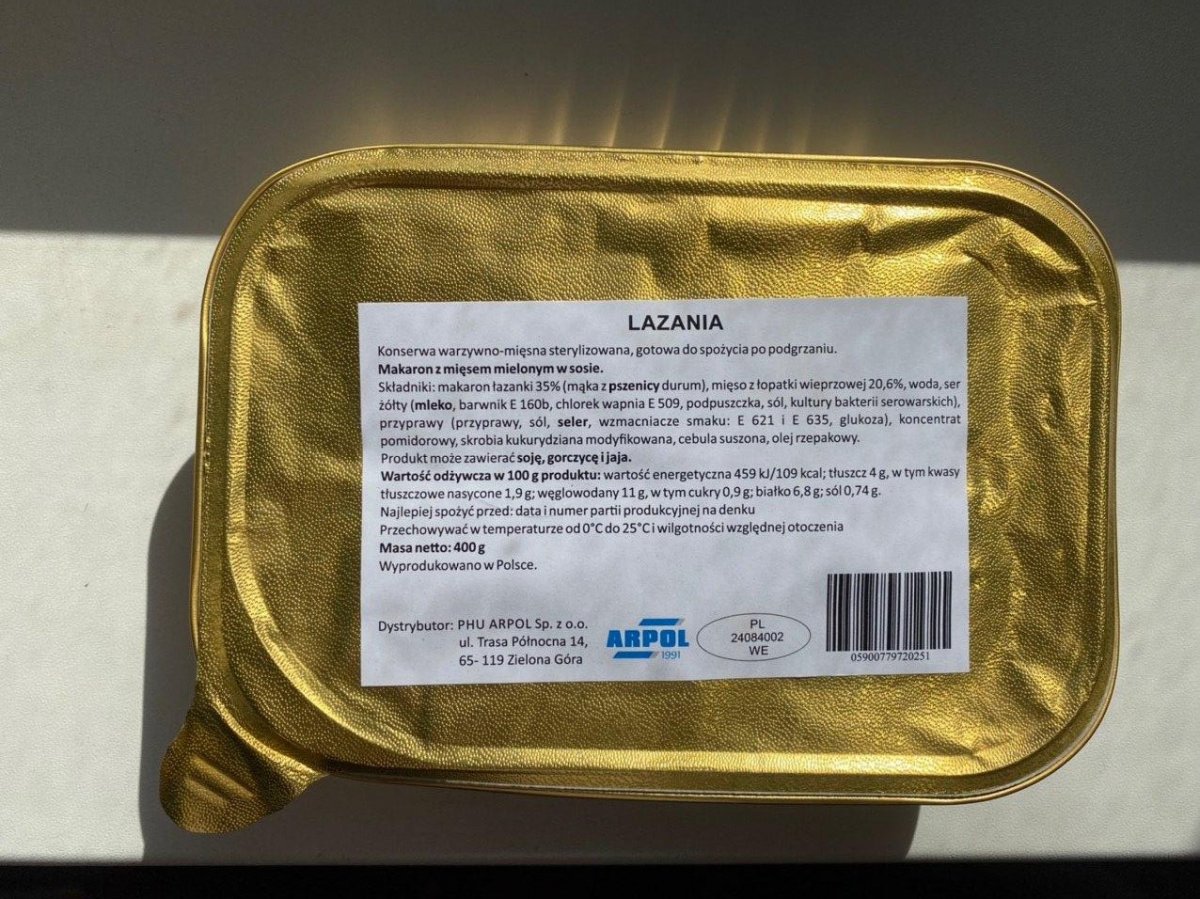 LAZANIA
Konserwa warzywno-mięsna sterylizowana, gotowa do spożycia po podgrzaniu.
Makaron z mięsem mielonym w sosie.
Składniki: makaron łazanki 35% (mąka z pszenicy durum), mięso z łopatki wieprzowej 20,6%, woda, ser
żółty (mleko, barwnik E 160b, chlorek wapnia E 509, podpuszczka, sól, kultury bakterii serowarskich),
przyprawy (przyprawy, sól, seler, wzmacniacze smaku: E 621 i E 635, glukoza), koncentrat
pomidorowy, skrobia kukurydziana modyfikowana, cebula suszona, olej rzepakowy.
Produkt może zawierać soję, gorczycę i jaja.
Wartość odżywcza w 100 g produktu: wartość energetyczna 459 kJ/109 kcal; tłuszcz 4 g, w tym kwasy
tłuszczowe nasycone 1,9 g; węglowodany 11 g, w tym cukry 0,9 g; białko 6,8 g; sól 0,74 g.
Najlepiej spożyć przed: data i numer partii produkcyjnej na denku
Przechowywać w temperaturze od 0°C do 25°C i wilgotności względnej otoczenia
Masa netto: 400 g
Wyprodukowano w Polsce.
Dystrybutor: PHU ARPOL Sp. z o.o.
ul. Trasa Północna 14,
65- 119 Zielona Góra
ARPOL
1991
PL
24084002
WE
05900779720251